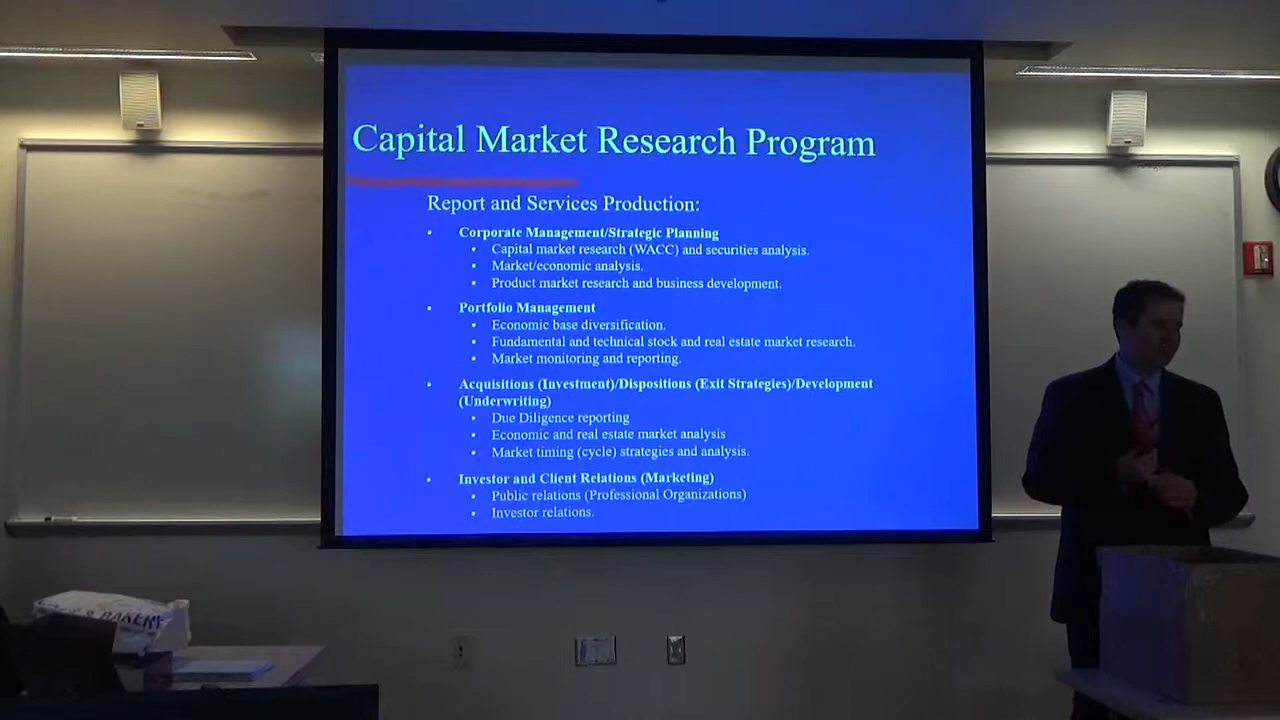 Capital Market Research Program
Report and Services Production:
• Corporate Management/Strategic Planning
• Capital market research (WACC) and securities analysis.
• Market/economic analysis.
• Product market research and business development.
• Portfolio Management
• Economic base diversification.
• Fundamental and technical stock and real estate market research.
• Market monitoring and reporting.
• Acquisitions (Investment)/Dispositions (Exit Strategies)/Development
(Underwriting)
• Due Diligence reporting
• Economic and real estate market analysis
• Market timing (cycle) strategies and analysis.
• Investor and Client Relations (Marketing)
• Public relations (Professional Organizations)
• Investor relations.
BAKERY